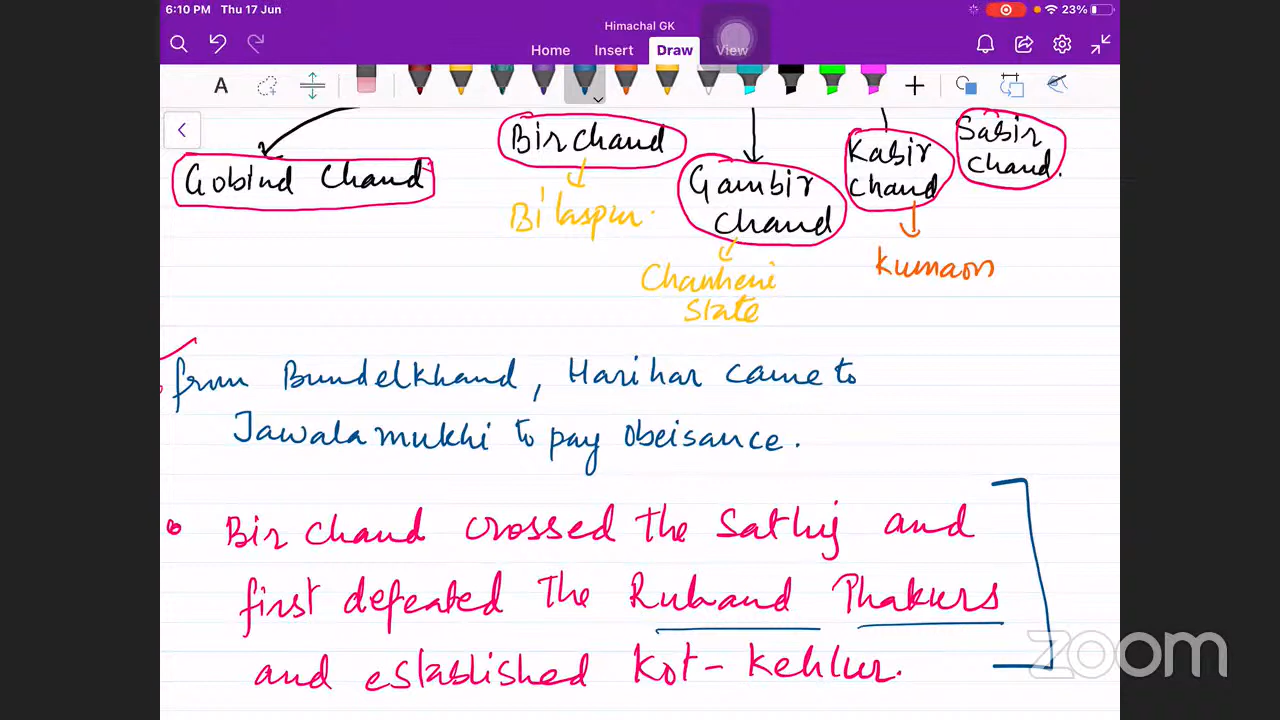 6:10 PM Thu 17 Jun
23%
Himachal GK
Home Insert Draw View
Gobind Chand
Bir chand
Gambir
Chand
Kabir
Chand
Sabir
Chand.
Bilaspur.
Chanheni
State
Kumaon
from Bundelkhand, Harihar came to
Jawalamukhi to pay obeisance.
Bir Chand crossed the Satluj and
first defeated The Ruhand Thakurs
and established Kot-Kehlur.
zoom